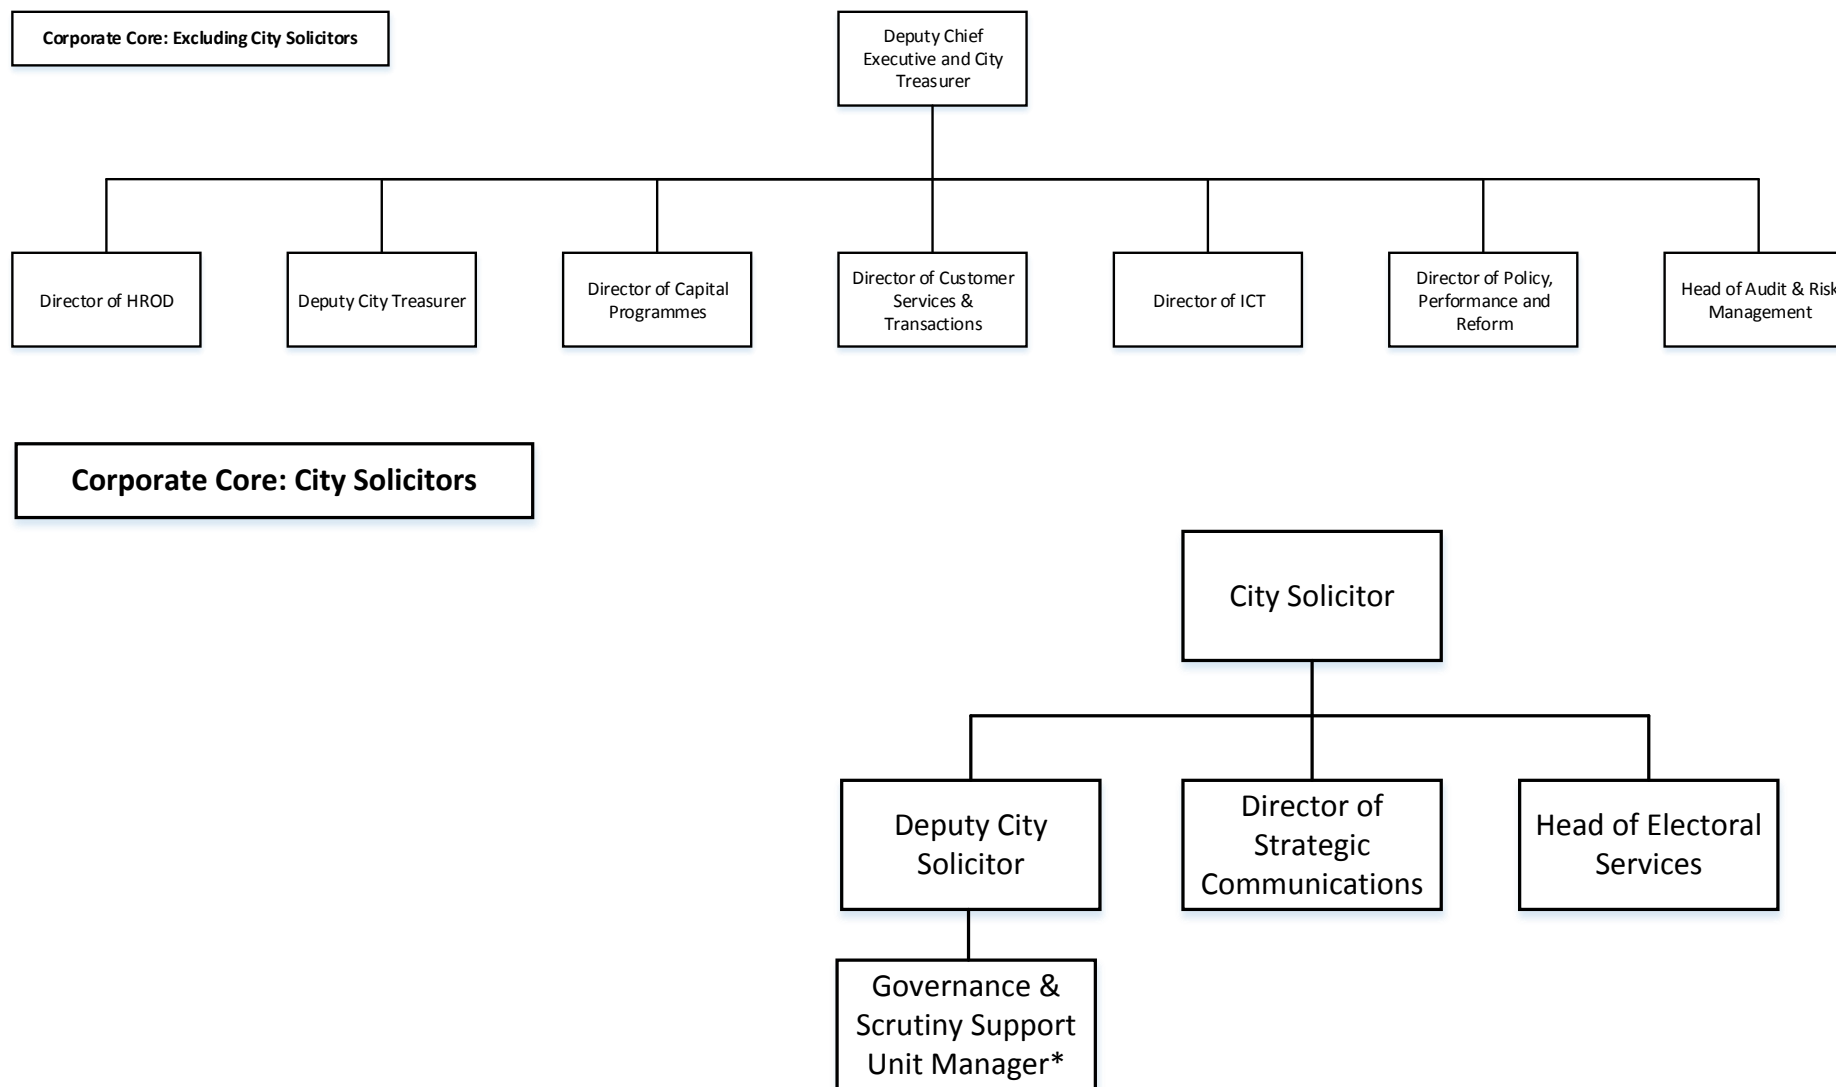 Corporate Core: Excluding City Solicitors
Deputy Chief
Executive and City
Treasurer
Director of HROD
Deputy City Treasurer
Director of Capital
Programmes
Director of Customer
Services &
Transactions
Director of ICT
Director of Policy,
Performance and
Reform
Head of Audit & Risk
Management
Corporate Core: City Solicitors
City Solicitor
Deputy City
Solicitor
Director of
Strategic
Communications
Head of Electoral
Services
Governance &
Scrutiny Support
Unit Manager*